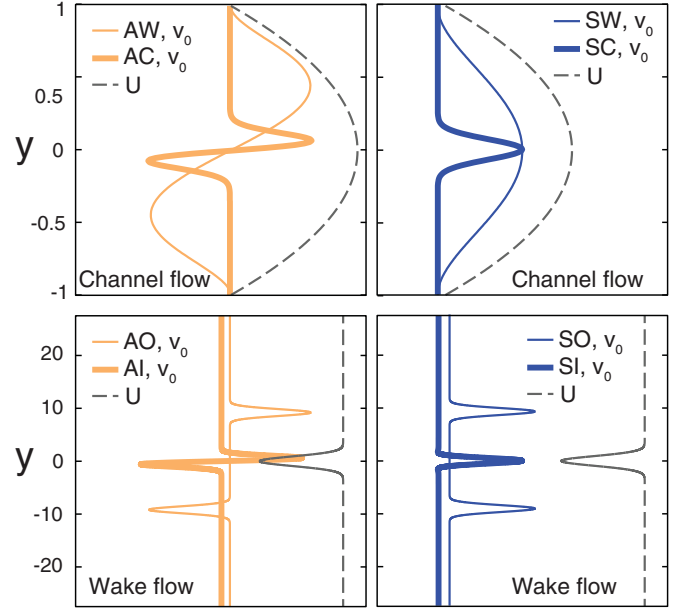 AW, v₀
AC, v₀
U
SW, v₀
SC, v₀
U
1
0.5
0
-0.5
-1
y
Channel flow
Channel flow
AO, v₀
AI, v₀
U
SO, v₀
SI, v₀
U
20
10
0
-10
-20
y
Wake flow
Wake flow